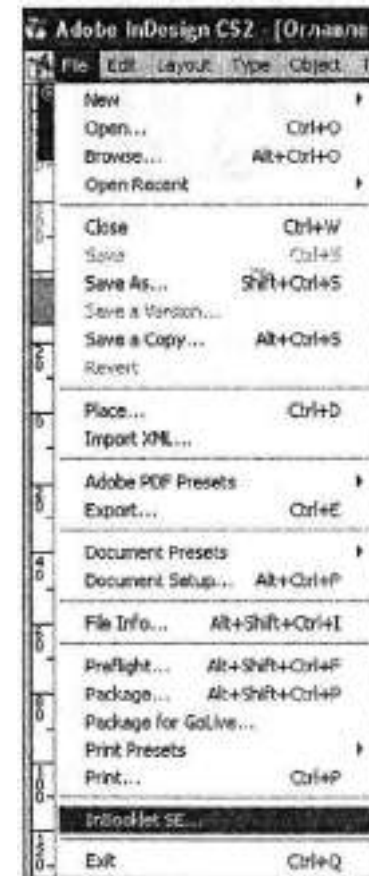 Adobe InDesign CS2 - [Оглавле
File Edit Layout Type Object T
New
Open... Ctrl+O
Browse... Alt+Ctrl+O
Open Recent
Close Ctrl+W
Save Ctrl+S
Save As... Shift+Ctrl+S
Save a Version...
Save a Copy... Alt+Ctrl+S
Revert
Place... Ctrl+D
Import XML...
Adobe PDF Presets
Export... Ctrl+E
Document Presets
Document Setup... Alt+Ctrl+P
File Info... Alt+Shift+Ctrl+I
Preflight... Alt+Shift+Ctrl+F
Package... Alt+Shift+Ctrl+P
Package for GoLive...
Print Presets
Print... Ctrl+P
InBooklet SE...
Exit Ctrl+Q